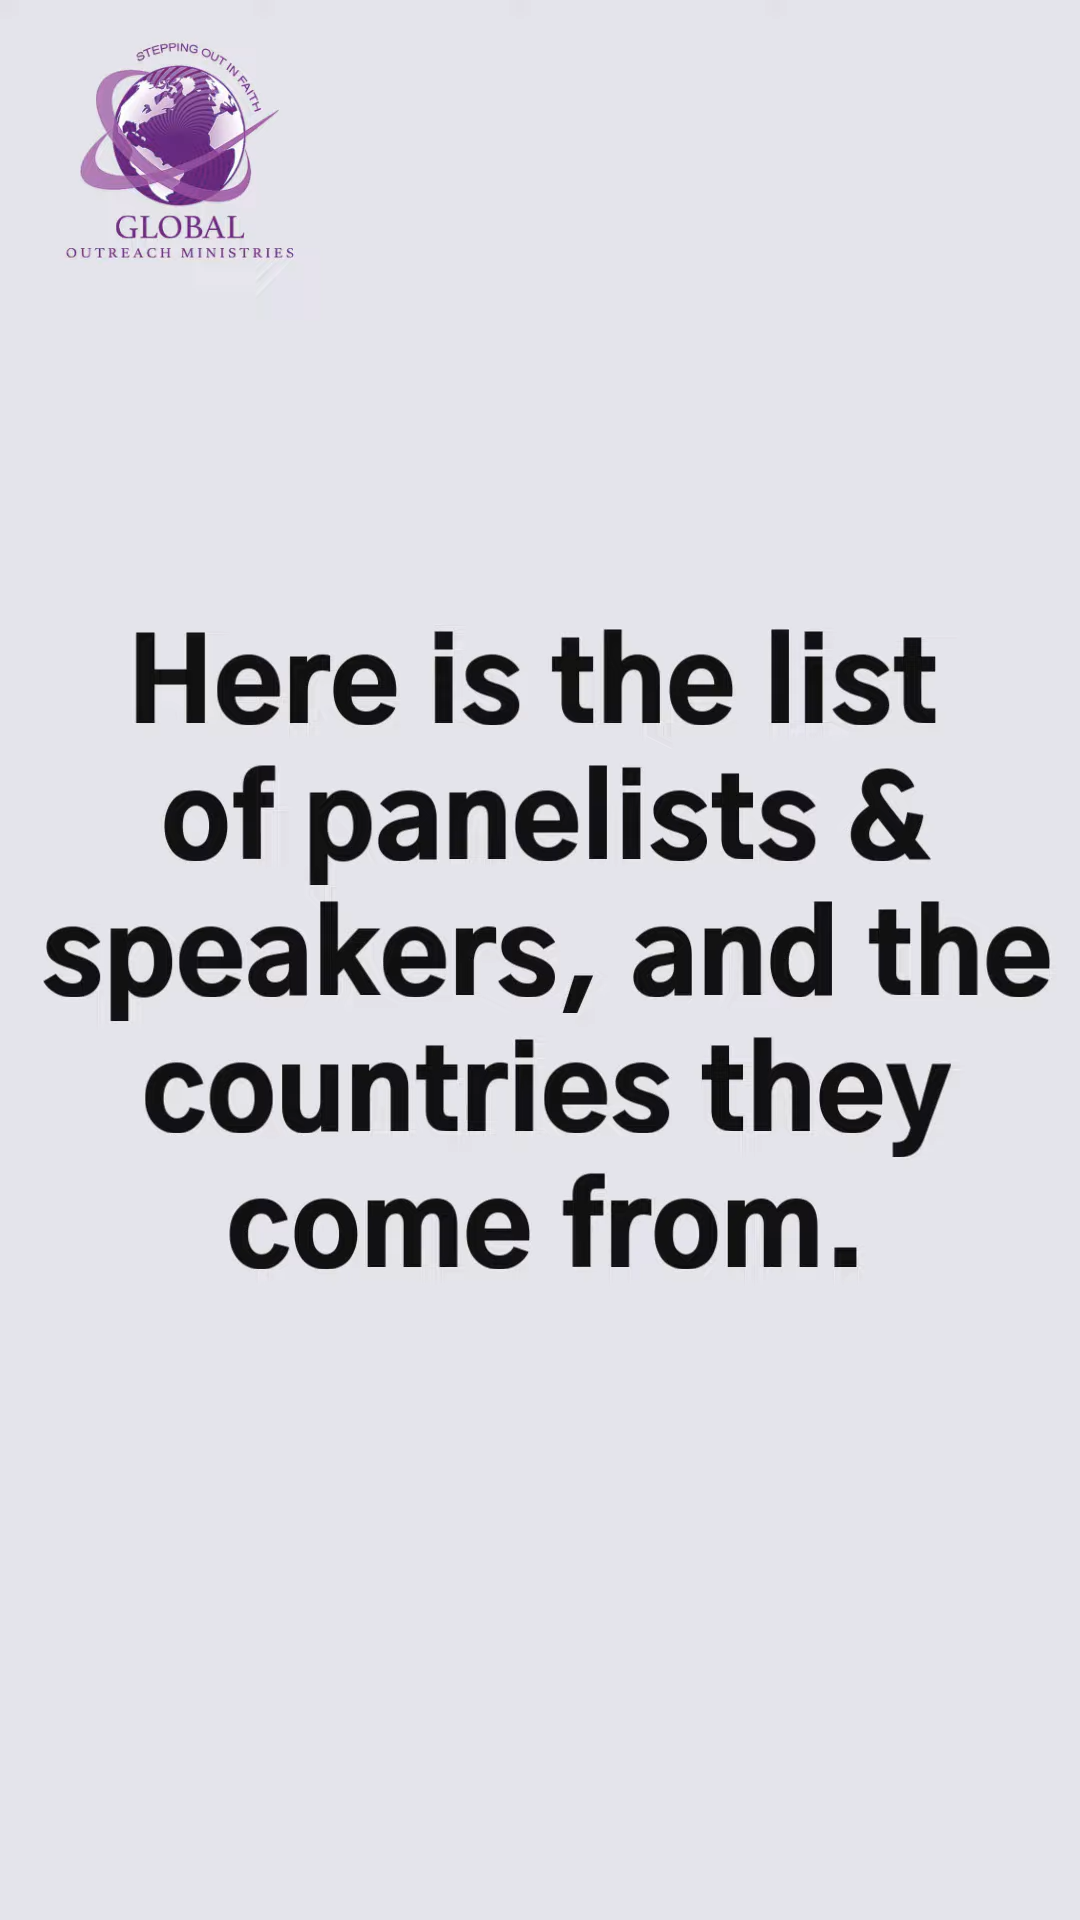 STEPPING OUT IN FAITH
GLOBAL
OUTREACH MINISTRIES
Here is the list
of panelists &
speakers, and the
countries they
come from.